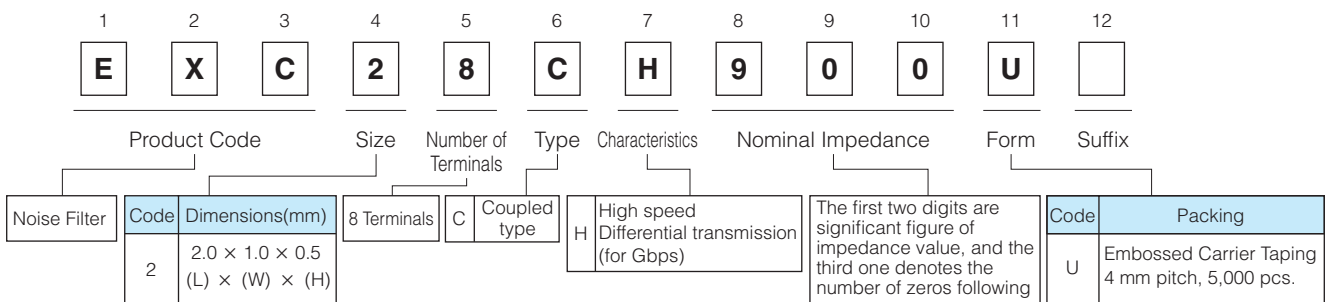 1 2 3 4 5 6 7 8 9 10 11 12
E X C 2 8 C H 9 0 0 U
Product Code Size Number of Terminals Type Characteristics Nominal Impedance Form Suffix
Noise Filter
Code Dimensions(mm)
2 2.0 × 1.0 × 0.5
(L) × (W) × (H)
8 Terminals
C Coupled
type
H High speed
Differential transmission
(for Gbps)
The first two digits are
significant figure of
impedance value, and the
third one denotes the
number of zeros following
Code Packing
U Embossed Carrier Taping
4 mm pitch, 5,000 pcs.